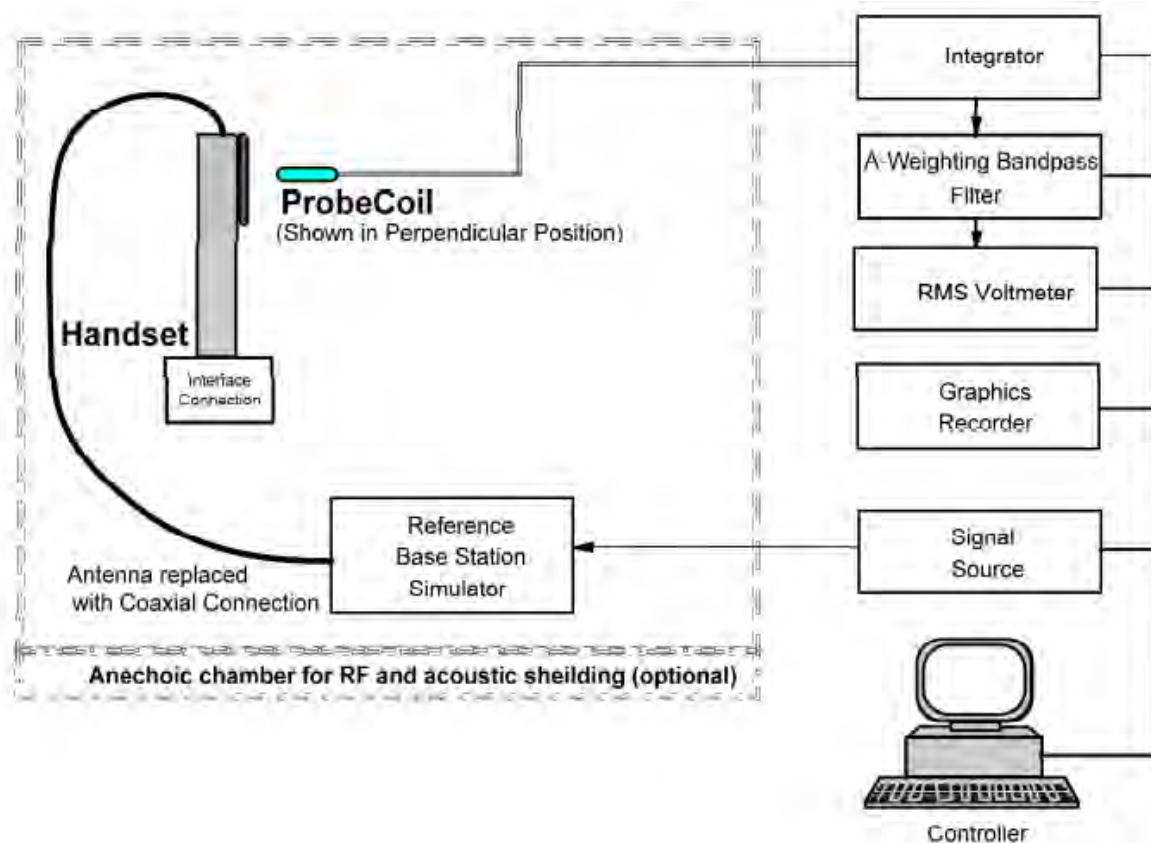 Integrator
A-Weighting Bandpass
Filter
RMS Voltmeter
Graphics
Recorder
Signal
Source
Controller
ProbeCoil
(Shown in Perpendicular Position)
Handset
Interface
Connection
Reference
Base Station
Simulator
Antenna replaced
with Coaxial Connection
Anechoic chamber for RF and acoustic sheilding (optional)